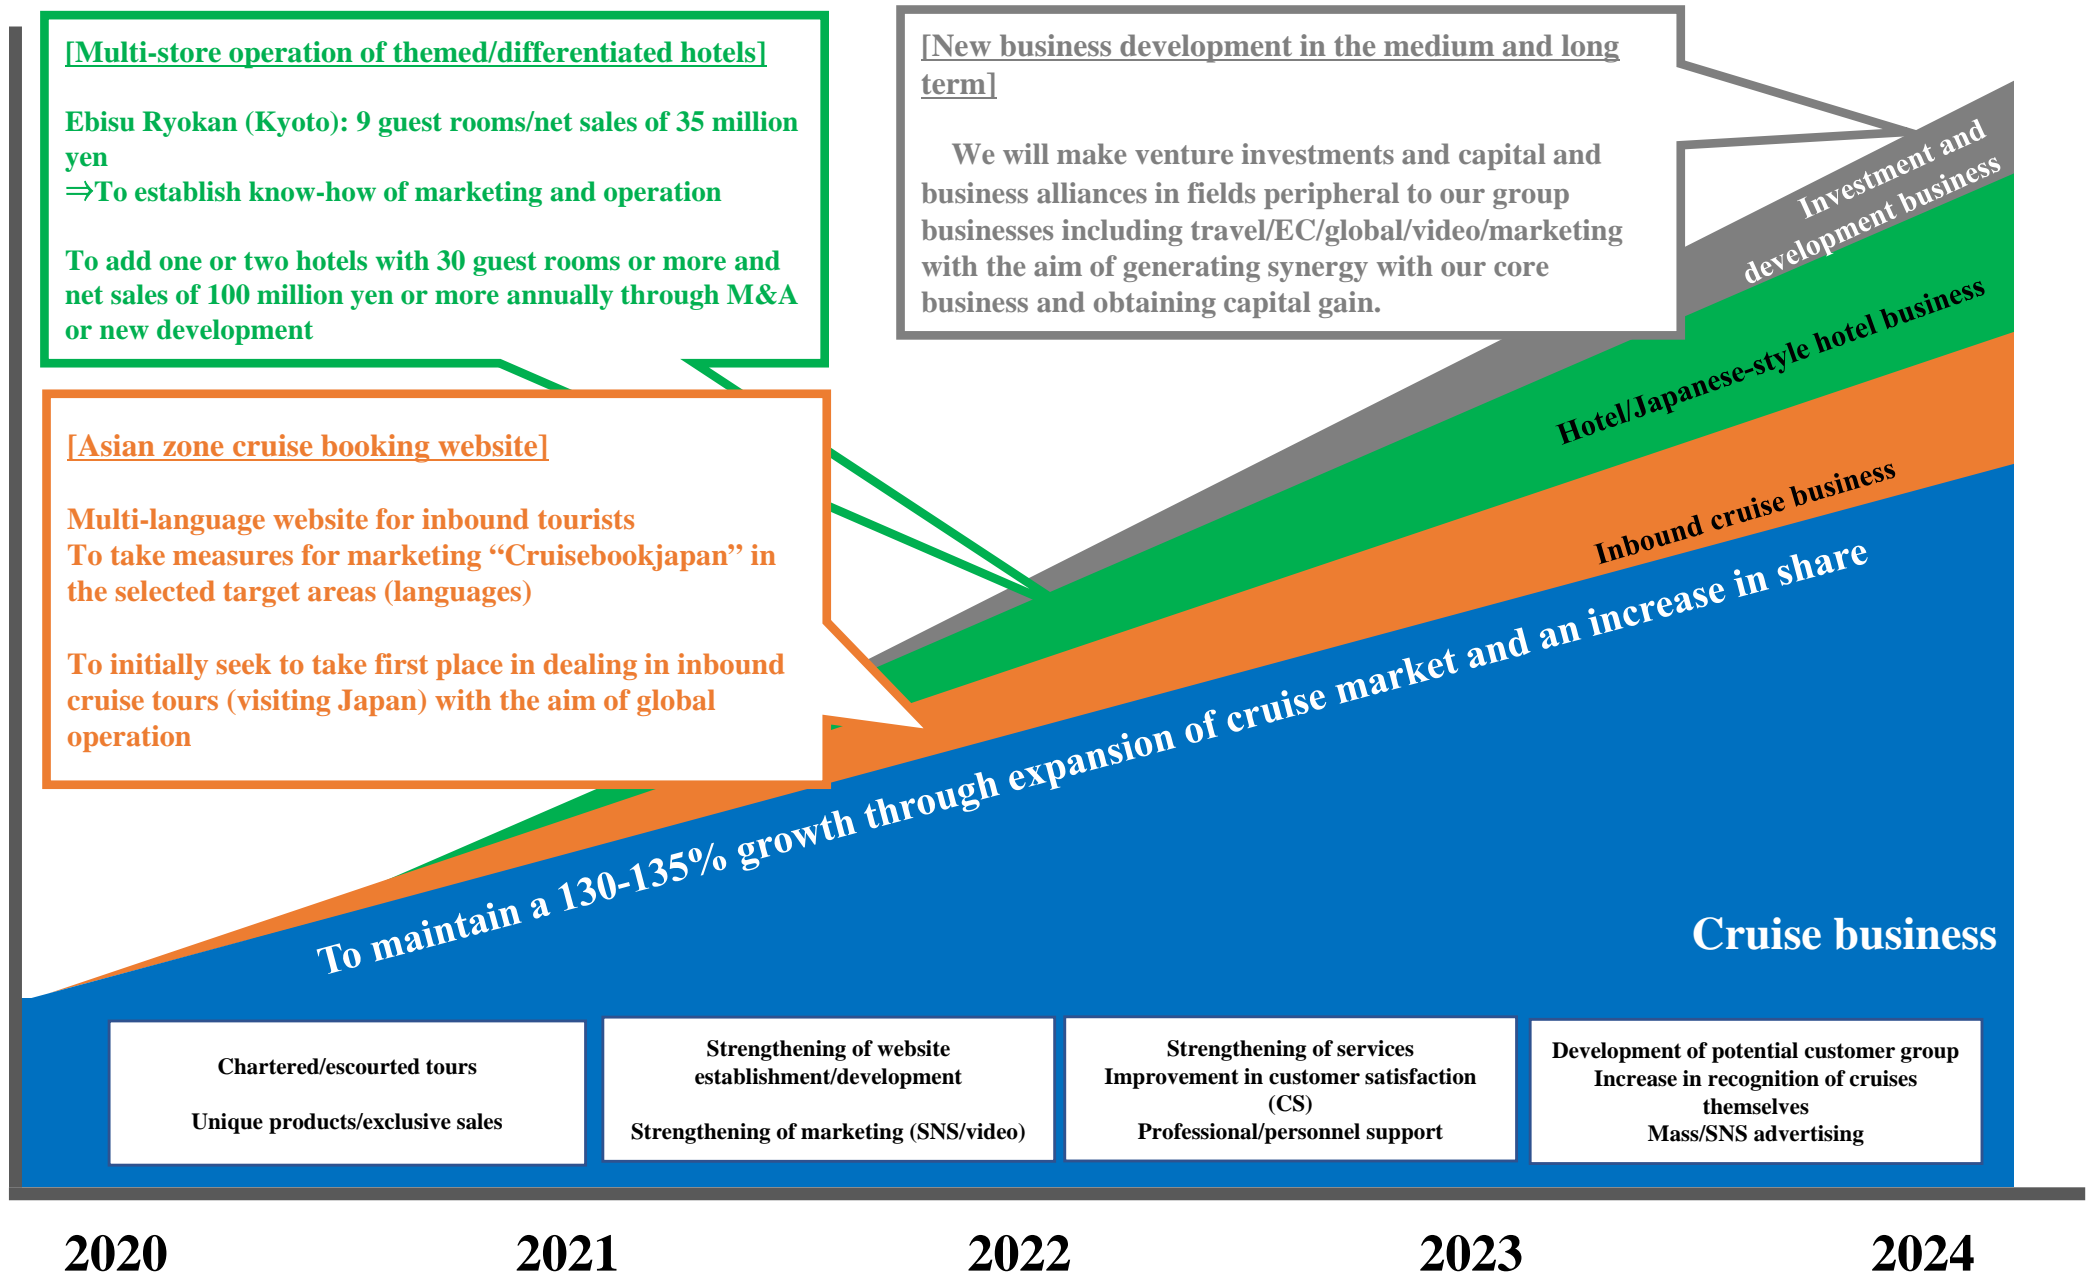 [Multi-store operation of themed/differentiated hotels]
Ebisu Ryokan (Kyoto): 9 guest rooms/net sales of 35 million
yen
⇒To establish know-how of marketing and operation
To add one or two hotels with 30 guest rooms or more and
net sales of 100 million yen or more annually through M&A
or new development
[New business development in the medium and long
term]
We will make venture investments and capital and
business alliances in fields peripheral to our group
businesses including travel/EC/global/video/marketing
with the aim of generating synergy with our core
business and obtaining capital gain.
[Asian zone cruise booking website]
Multi-language website for inbound tourists
To take measures for marketing “Cruisebookjapan” in
the selected target areas (languages)
To initially seek to take first place in dealing in inbound
cruise tours (visiting Japan) with the aim of global
operation
Investment and
development business
Hotel/Japanese-style hotel business
Inbound cruise business
To maintain a 130-135% growth through expansion of cruise market and an increase in share
Cruise business
Chartered/escourted tours
Unique products/exclusive sales
Strengthening of website
establishment/development
Strengthening of marketing (SNS/video)
Strengthening of services
Improvement in customer satisfaction
(CS)
Professional/personnel support
Development of potential customer group
Increase in recognition of cruises
themselves
Mass/SNS advertising
2020
2021
2022
2023
2024